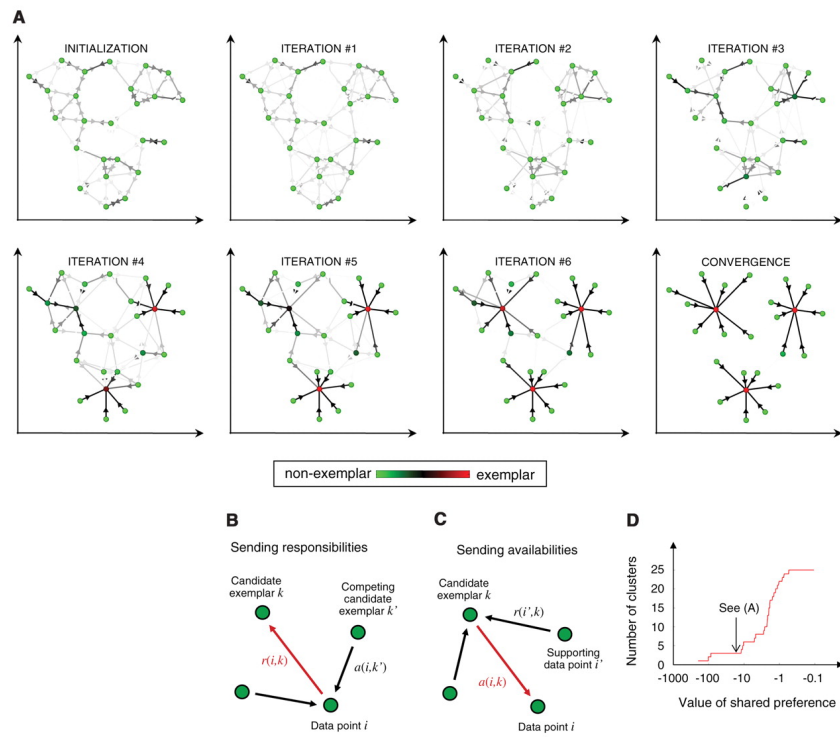 A
INITIALIZATION
ITERATION #1
ITERATION #2
ITERATION #3
ITERATION #4
ITERATION #5
ITERATION #6
CONVERGENCE
non-exemplar
exemplar
B
Sending responsibilities
Candidate
exemplar k
Competing
candidate
exemplar k'
r(i,k)
a(i,k')
Data point i
C
Sending availabilities
Candidate
exemplar k
r(i',k)
Supporting
data point i'
a(i,k)
Data point i
D
Number of clusters
25
20
15
10
5
0
See (A)
-1000
-100
-10
-1
-0.1
Value of shared preference